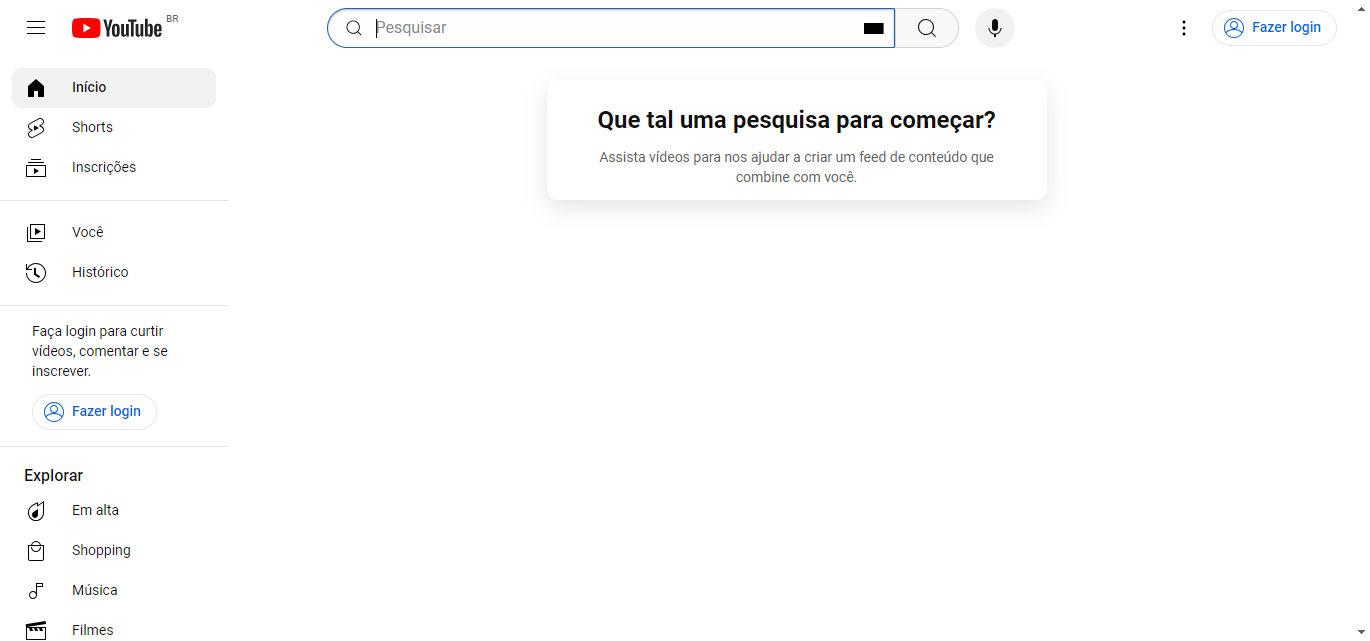 YouTube BR
Pesquisar
Fazer login
Início
Shorts
Inscrições
Você
Histórico
Faça login para curtir
vídeos, comentar e se
inscrever.
Fazer login
Explorar
Em alta
Shopping
Música
Filmes
Que tal uma pesquisa para começar?
Assista vídeos para nos ajudar a criar um feed de conteúdo que
combine com você.